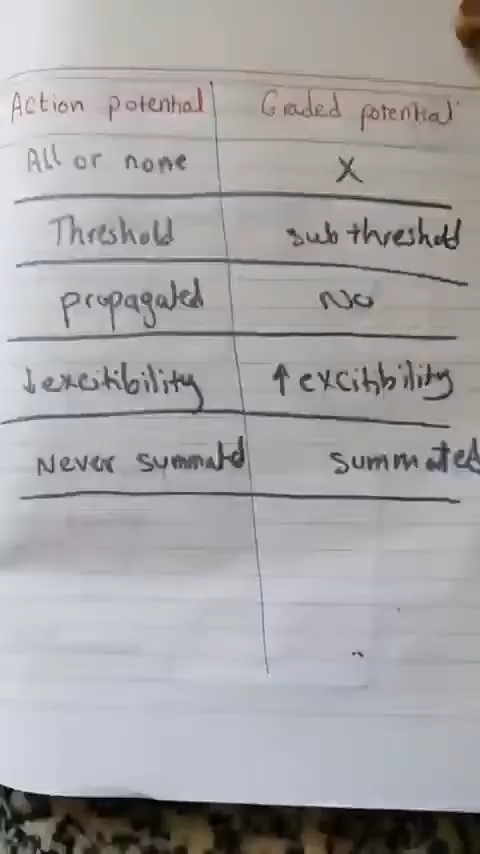 Action potential Graded potential
All or none X
Threshold subthreshold
propagated No
↓excitibility ↑excitibility
Never summated summated